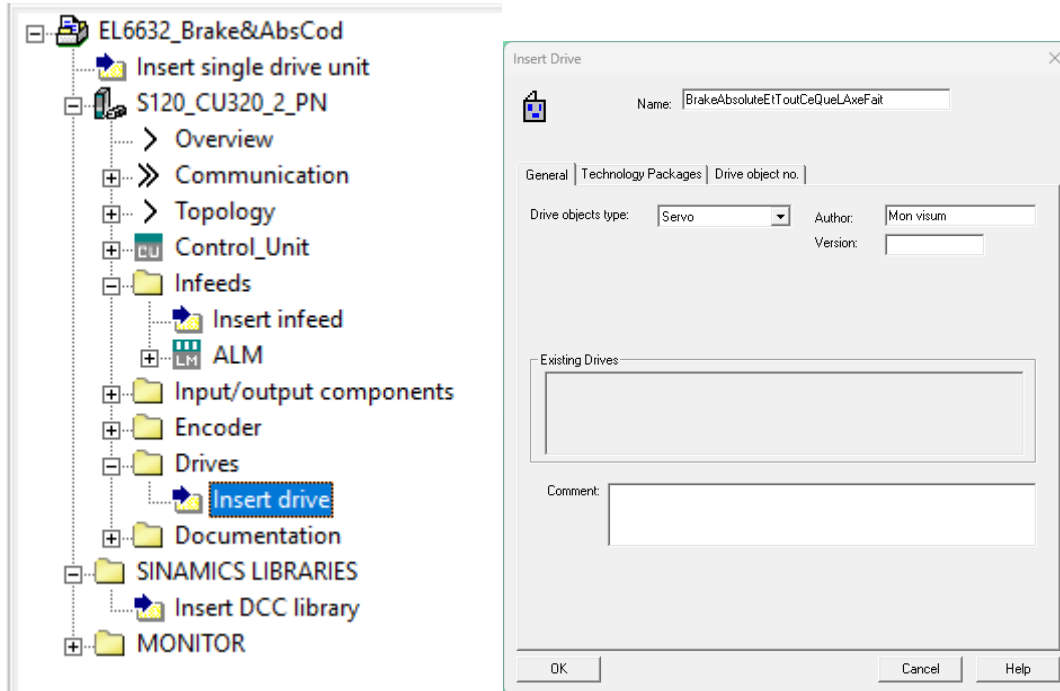 EL6632_Brake&AbsCod
Insert single drive unit
S120_CU320_2_PN
Overview
Communication
Topology
CU Control_Unit
Infeeds
Insert infeed
LM ALM
Input/output components
Encoder
Drives
Insert drive
Documentation
SINAMICS LIBRARIES
Insert DCC library
MONITOR
Insert Drive
Name: BrakeAbsoluteEtToutCeQueLAxeFait
General Technology Packages Drive object no.
Drive objects type: Servo Author: Mon visum
Version:
Existing Drives
Comment:
OK Cancel Help